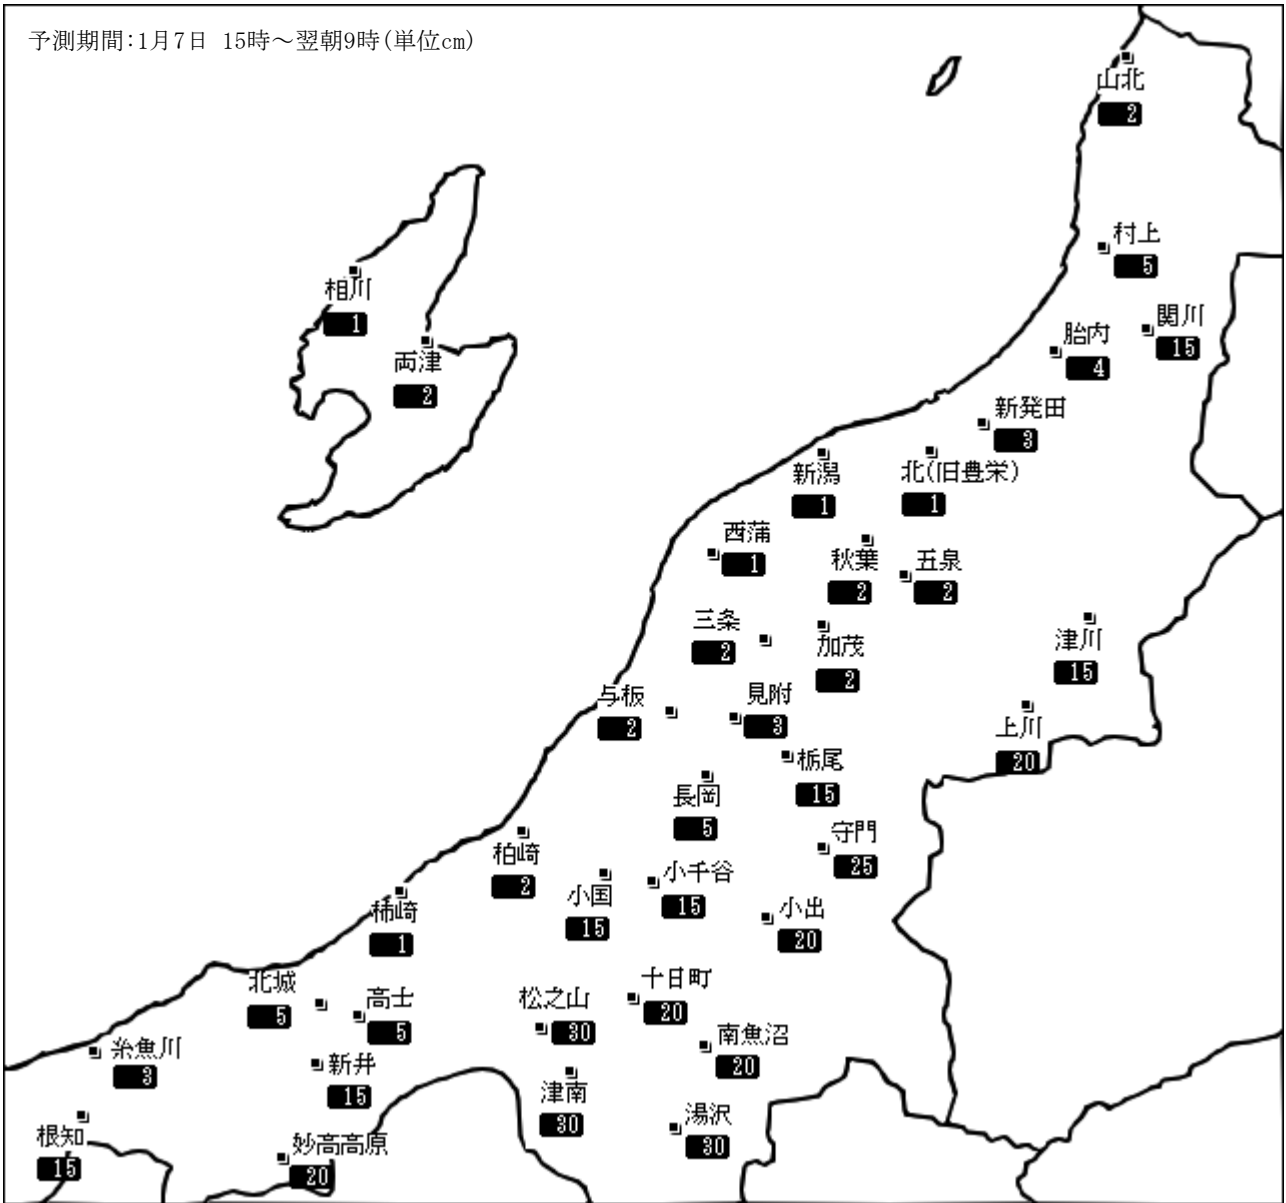 予測期間:1月7日 15時～翌朝9時(単位cm)
山北
2
村上
5
関川
15
胎内
4
相川
1
両津
2
新発田
3
新潟
1
北(旧豊栄)
1
西蒲
1
秋葉
2
五泉
2
三条
2
加茂
2
津川
15
与板
2
見附
3
上川
20
栃尾
15
長岡
5
守門
25
柏崎
2
小国
15
小千谷
15
小出
20
柿崎
1
北城
5
高士
5
松之山
30
十日町
20
南魚沼
20
糸魚川
3
新井
15
津南
30
湯沢
30
根知
15
妙高高原
20